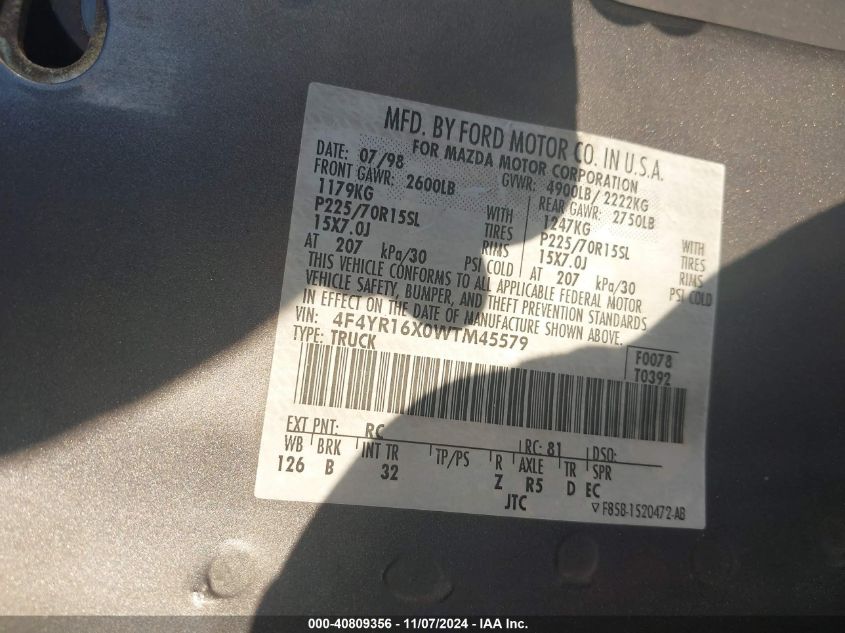 MFD. BY FORD MOTOR CO. IN U.S.A.
FOR MAZDA MOTOR CORPORATION
DATE: 07/98 GVWR: 4900LB/ 2222KG
FRONT GAWR: 2600LB REAR GAWR: 2750LB
1179KG WITH 1247KG WITH
P225/70R15SL TIRES P225/70R15SL TIRES
15X7.0J RIMS 15X7.0J RIMS
AT 207 kPa/30 PSI COLD AT 207 kPa/30 PSI COLD
THIS VEHICLE CONFORMS TO ALL APPLICABLE FEDERAL MOTOR
VEHICLE SAFETY, BUMPER, AND THEFT PREVENTION STANDARDS
IN EFFECT ON THE DATE OF MANUFACTURE SHOWN ABOVE.
VIN: 4F4YR16X0WTM45579
TYPE: TRUCK
F0078
T0392
EXT PNT: RC RC: 81 DSO:
WB BRK INT TR TP/PS R AXLE TR SPR
126 B 32 Z R5 D EC
JTC
▽F85B-1520472-AB
000-40809356 - 11/07/2024 - IAA Inc.